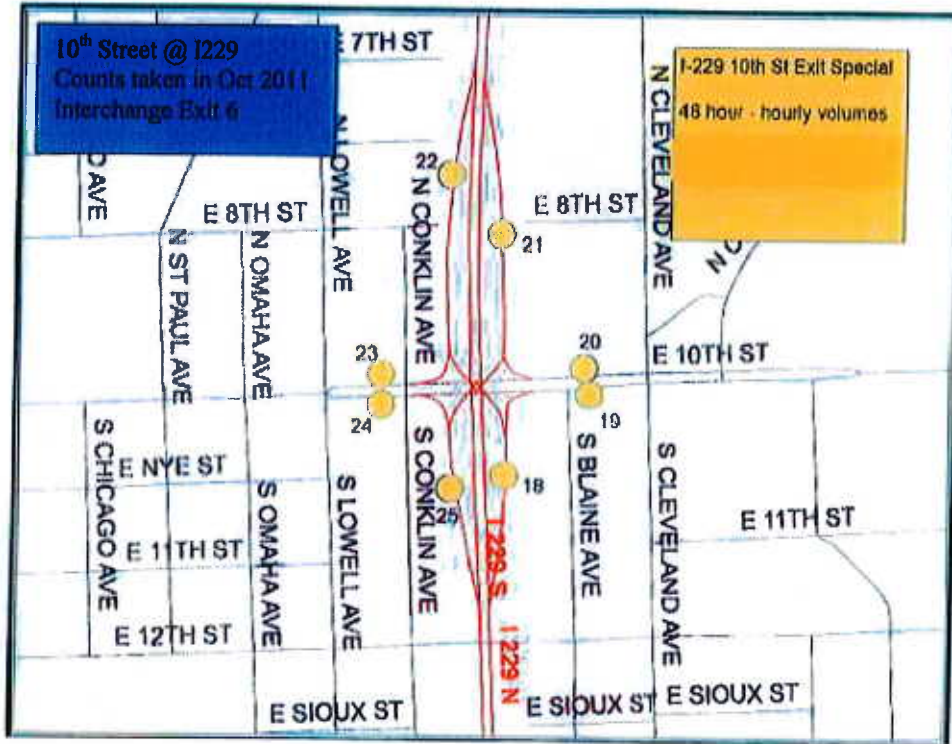 10th Street @ I229
Counts taken in Oct 2011
Interchange Exit 6
E 7TH ST
I-229 10th St Exit Special
48 hour - hourly volumes
N CLEVELAND AVE
N LOWELL AVE
22
N CONKLIN AVE
AVE
E 8TH ST
E 8TH ST
21
N ST PAUL AVE
N OMAHA AVE
23
20
E 10TH ST
24
19
S CHICAGO AVE
E NYE ST
S OMAHA AVE
S LOWELL AVE
S CONKLIN AVE
25
18
S BLAINE AVE
S CLEVELAND AVE
E 11TH ST
E 11TH ST
I 229 S
I 229 N
E 12TH ST
E SIOUX ST
E SIOUX ST
E SIOUX ST